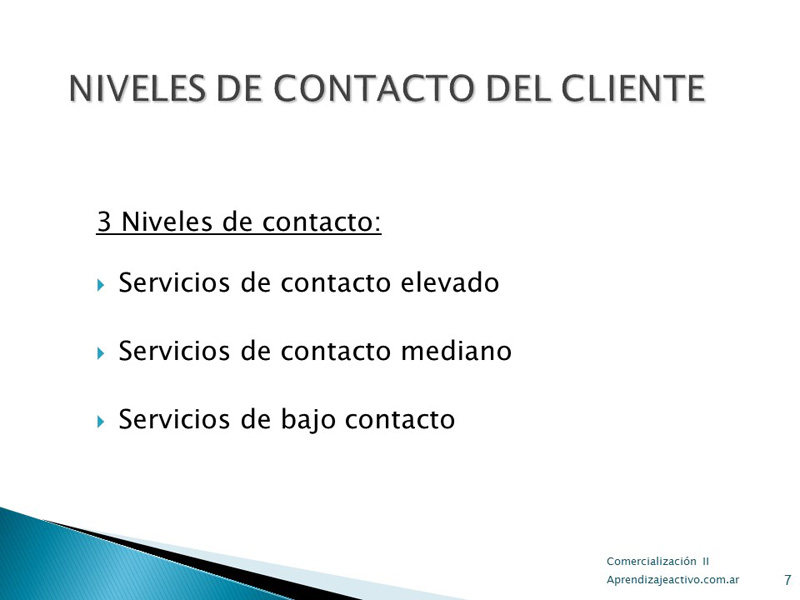 NIVELES DE CONTACTO DEL CLIENTE
3 Niveles de contacto:
Servicios de contacto elevado
Servicios de contacto mediano
Servicios de bajo contacto
Comercialización II
Aprendizajeactivo.com.ar
7